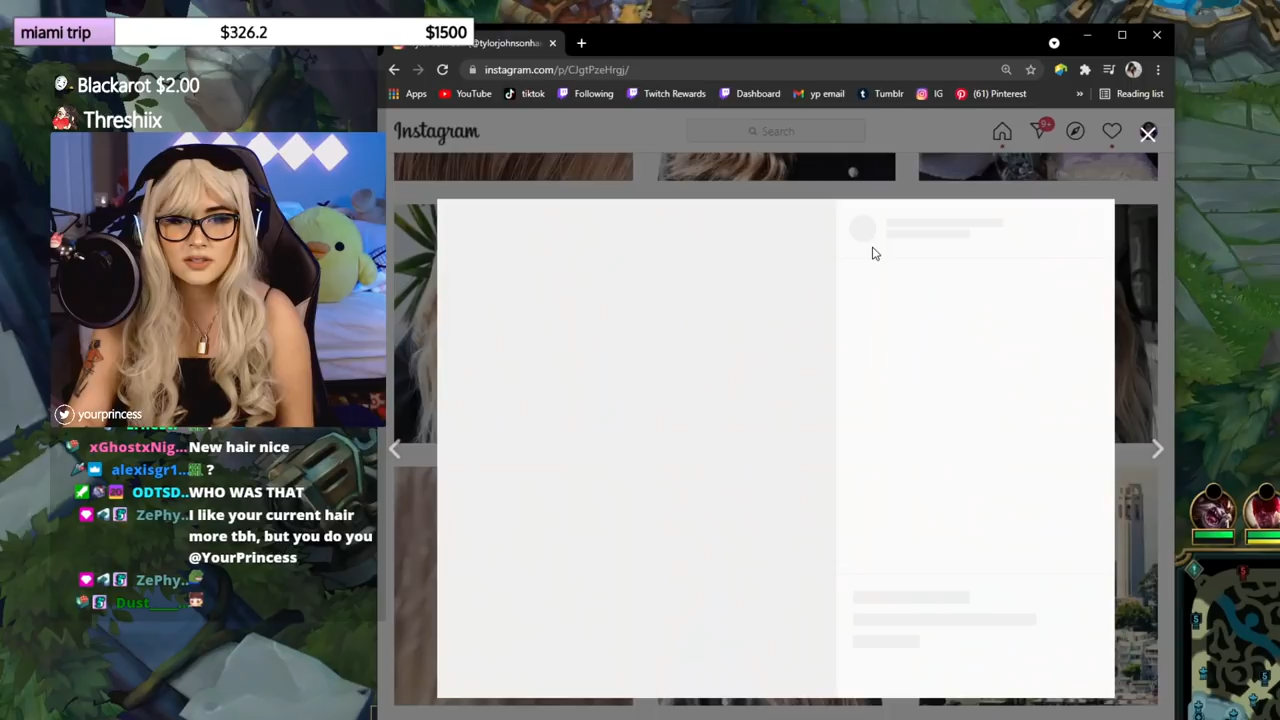 miami trip $326.2 $1500
Blackarot $2.00
Threshiix
yourprincess
xGhostxNig... New hair nice
alexisgr1... ?
ODTSD.. WHO WAS THAT
ZePhy.. I like your current hair
more tbh, but you do you
@YourPrincess
ZePhy..
Dust____..
instagram.com/p/CJgtPzeHrgj/
Apps YouTube tiktok Following Twitch Rewards Dashboard yp email Tumblr IG (61) Pinterest » Reading list
Instagram Search 9+